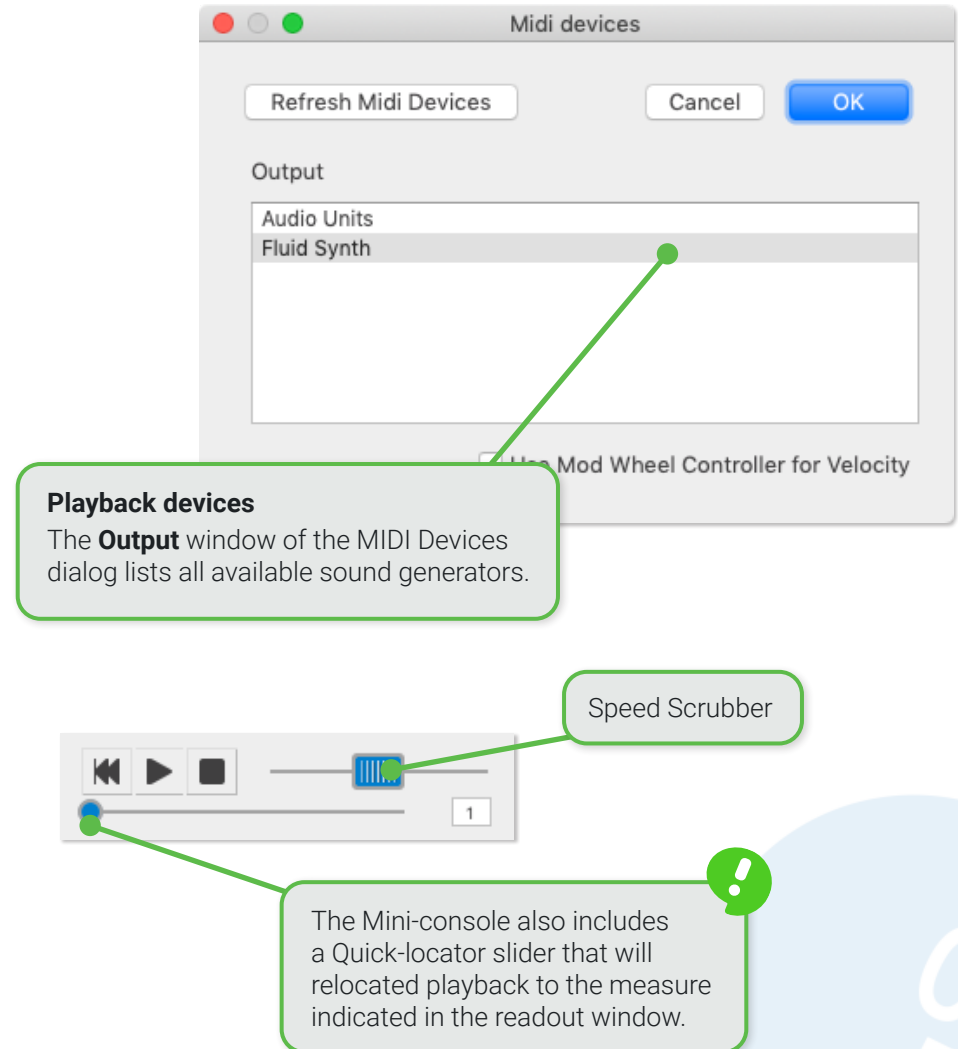 Midi devices
Refresh Midi Devices
Cancel
OK
Output
Audio Units
Fluid Synth
Mod Wheel Controller for Velocity
Playback devices
The Output window of the MIDI Devices
dialog lists all available sound generators.
Speed Scrubber
1
The Mini-console also includes
a Quick-locator slider that will
relocated playback to the measure
indicated in the readout window.